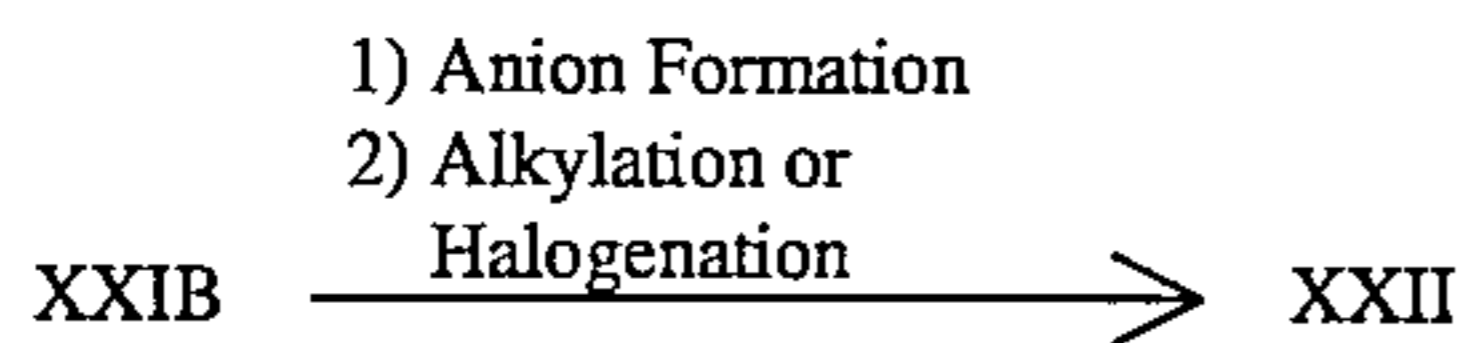 1) Anion Formation
2) Alkylation or
Halogenation
XXIB
XXII